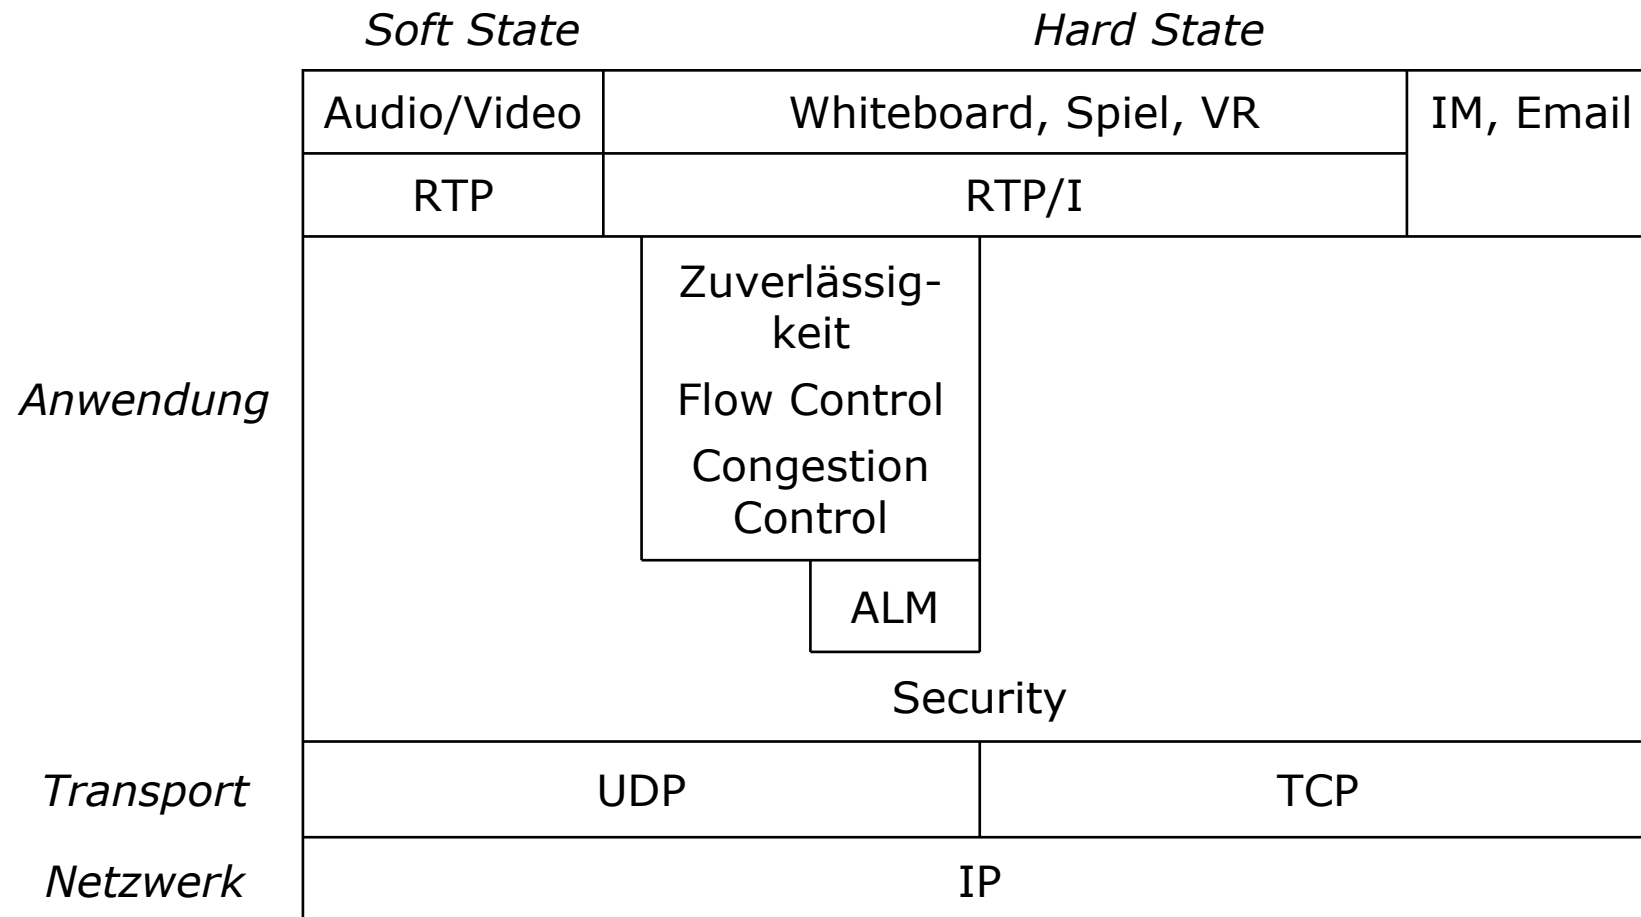 Soft State
Hard State
Audio/Video
Whiteboard, Spiel, VR
IM, Email
RTP
RTP/I
Zuverlässig-
keit
Flow Control
Congestion
Control
Anwendung
ALM
Security
Transport
UDP
TCP
Netzwerk
IP